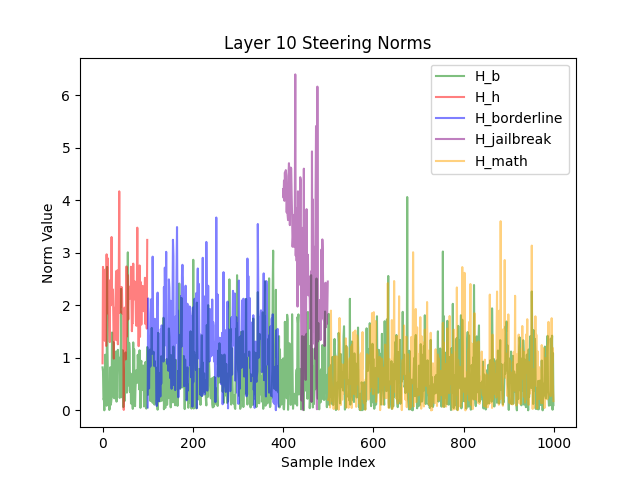 Layer 10 Steering Norms
H_b
H_h
H_borderline
H_jailbreak
H_math
Norm Value
6
5
4
3
2
1
0
0 200 400 600 800 1000
Sample Index